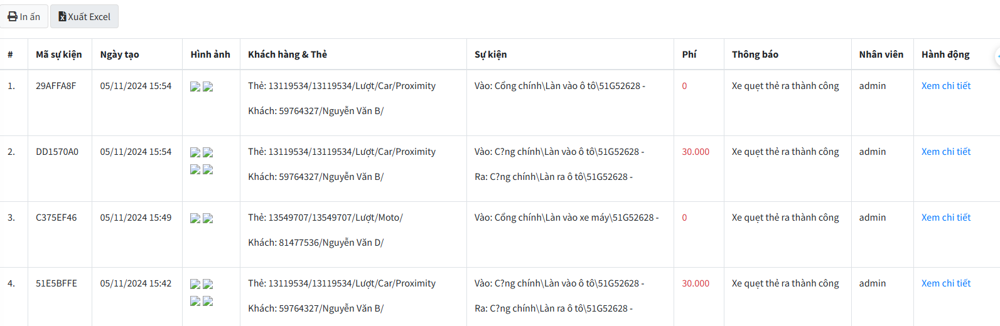 In ấn Xuất Excel
# Mã sự kiện Ngày tạo Hình ảnh Khách hàng & Thẻ Sự kiện Phí Thông báo Nhân viên Hành động
1. 29AFFA8F 05/11/2024 15:54 Thẻ: 13119534/13119534/Lượt/Car/Proximity Vào: Cổng chính\Làn vào ô tô\51G52628 - 0 Xe quẹt thẻ ra thành công admin Xem chi tiết
Khách: 59764327/Nguyễn Văn B/
2. DD1570A0 05/11/2024 15:54 Thẻ: 13119534/13119534/Lượt/Car/Proximity Vào: C?ng chính\Làn vào ô tô\51G52628 - 30.000 Xe quẹt thẻ ra thành công admin Xem chi tiết
Khách: 59764327/Nguyễn Văn B/ Ra: C?ng chính\Làn ra ô tô\51G52628 -
3. C375EF46 05/11/2024 15:49 Thẻ: 13549707/13549707/Lượt/Moto/ Vào: Cổng chính\Làn vào xe máy\51G52628 - 0 Xe quẹt thẻ ra thành công admin Xem chi tiết
Khách: 81477536/Nguyễn Văn D/
4. 51E5BFFE 05/11/2024 15:42 Thẻ: 13119534/13119534/Lượt/Car/Proximity Vào: C?ng chính\Làn vào ô tô\51G52628 - 30.000 Xe quẹt thẻ ra thành công admin Xem chi tiết
Khách: 59764327/Nguyễn Văn B/ Ra: C?ng chính\Làn ra ô tô\51G52628 -